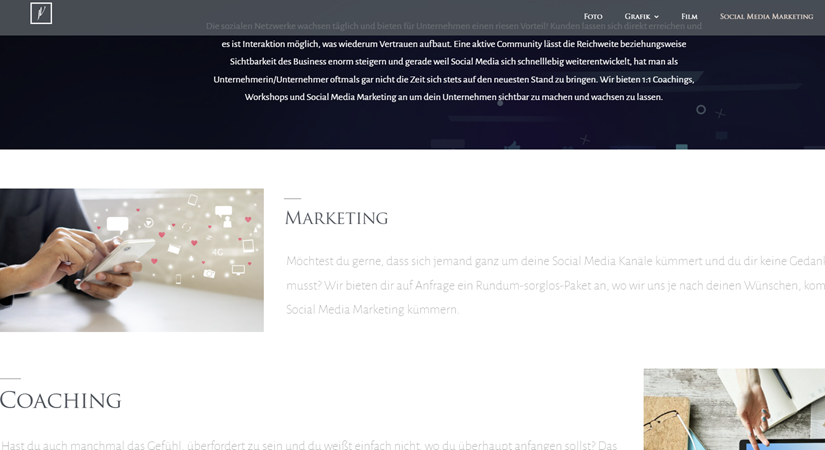 Foto Grafik Film Social Media Marketing
Die sozialen Netzwerke wachsen täglich und bieten für Unternehmen einen riesen Vorteil! Kunden lassen sich direkt erreichen und
es ist Interaktion möglich, was wiederum Vertrauen aufbaut. Eine aktive Community lässt die Reichweite beziehungsweise
Sichtbarkeit des Business enorm steigern und gerade weil Social Media sich schnelllebig weiterentwickelt, hat man als
Unternehmerin/Unternehmer oftmals gar nicht die Zeit sich stets auf den neuesten Stand zu bringen. Wir bieten 1:1 Coachings,
Workshops und Social Media Marketing an um dein Unternehmen sichtbar zu machen und wachsen zu lassen.
Marketing
Möchtest du gerne, dass sich jemand ganz um deine Social Media Kanäle kümmert und du dir keine Gedan
musst? Wir bieten dir auf Anfrage ein Rundum-sorglos-Paket an, wo wir uns je nach deinen Wünschen, kom
Social Media Marketing kümmern.
Coaching
Hast du auch manchmal das Gefühl, überfordert zu sein und du weißt einfach nicht, wo du überhaupt anfangen sollst? Das